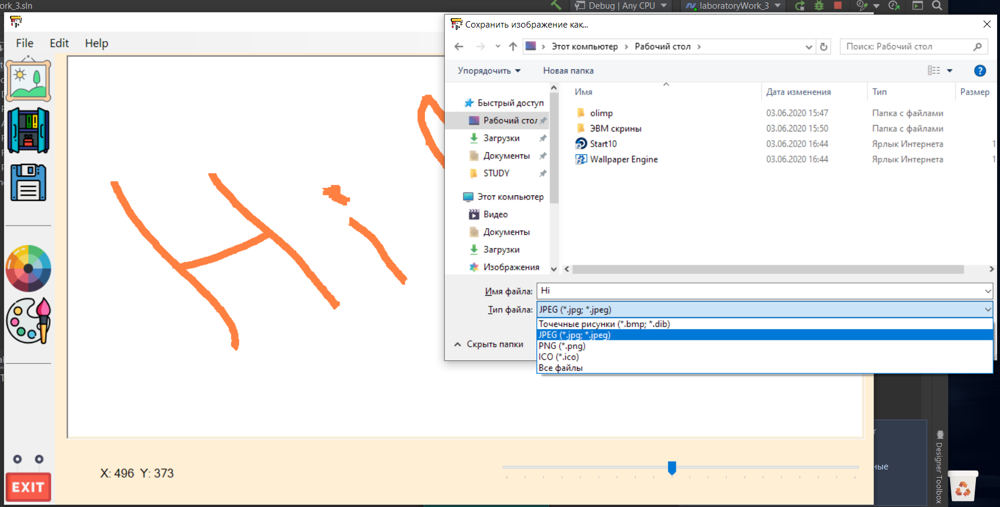 ork_3.sln
Debug | Any CPU
laboratoryWork_3
File Edit Help
Hi
X: 496 Y: 373
EXIT
Сохранить изображение как...
Этот компьютер › Рабочий стол ›
Поиск: Рабочий стол
Упорядочить
Новая папка
?
Имя Дата изменения Тип Размер
olimp 03.06.2020 15:47 Папка с файлами
ЭВМ скрины 03.06.2020 15:50 Папка с файлами
Start10 03.06.2020 16:44 Ярлык Интернета 1
Wallpaper Engine 03.06.2020 16:44 Ярлык Интернета 1
Быстрый доступ
Рабочий стол
Загрузки
Документы
STUDY
Этот компьютер
Видео
Документы
Загрузки
Изображения
Имя файла: Hi
Тип файла: JPEG (*.jpg; *.jpeg)
Точечные рисунки (*.bmp; *.dib)
JPEG (*.jpg; *.jpeg)
PNG (*.png)
ICO (*.ico)
Все файлы
Скрыть папки
ные
Designer Toolbox